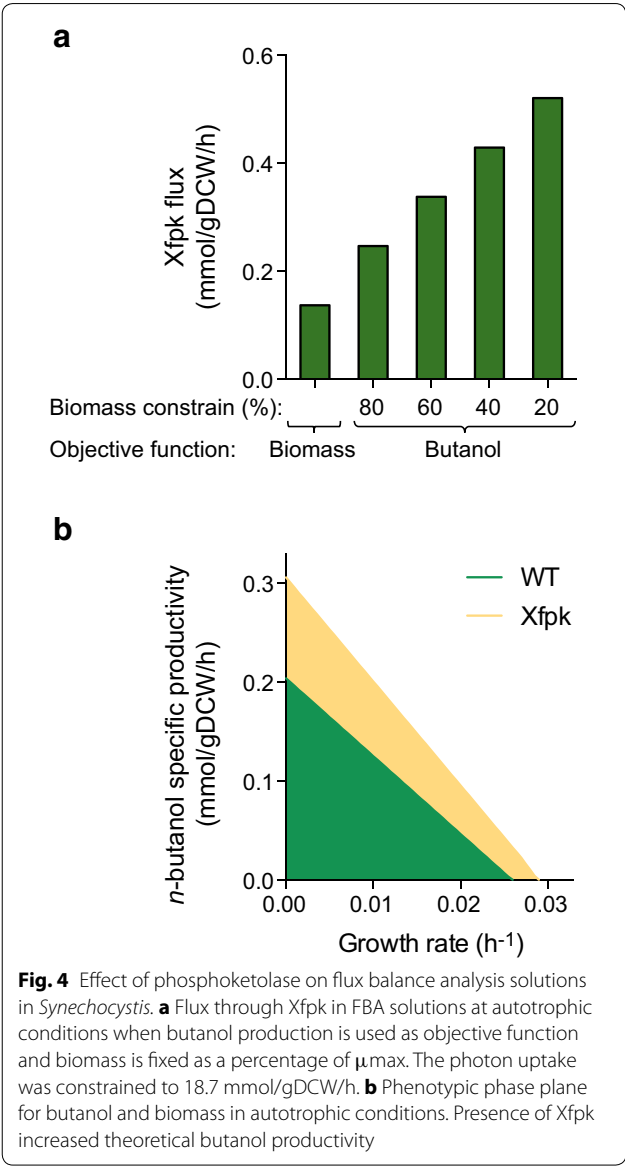 a
0.6
0.4
0.2
0.0
Xfpk flux
(mmol/gDCW/h)
Biomass constrain (%): 80 60 40 20
Objective function: Biomass Butanol
b
0.3
0.2
0.1
0.0
n-butanol specific productivity
(mmol/gDCW/h)
WT
Xfpk
0.00 0.01 0.02 0.03
Growth rate (h-1)
Fig. 4 Effect of phosphoketolase on flux balance analysis solutions
in Synechocystis. a Flux through Xfpk in FBA solutions at autotrophic
conditions when butanol production is used as objective function
and biomass is fixed as a percentage of μmax. The photon uptake
was constrained to 18.7 mmol/gDCW/h. b Phenotypic phase plane
for butanol and biomass in autotrophic conditions. Presence of Xfpk
increased theoretical butanol productivity